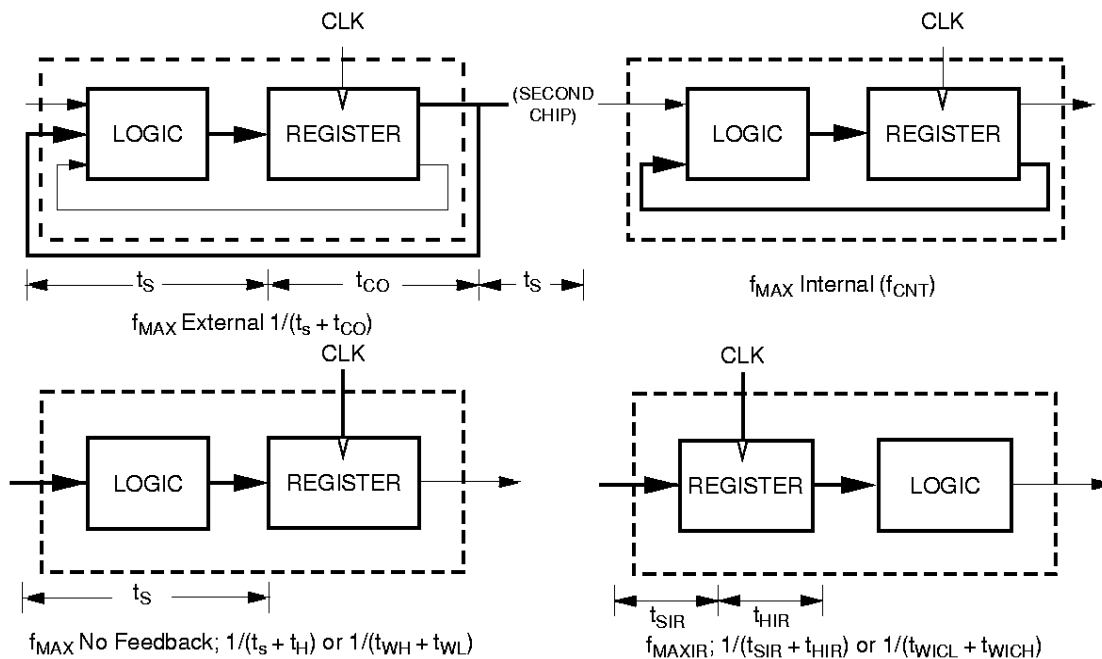 CLK
LOGIC
REGISTER
(SECOND
CHIP)
tS
tCO
tS
fMAX External 1/(ts + tCO)
CLK
LOGIC
REGISTER
fMAX Internal (fCNT)
CLK
LOGIC
REGISTER
tS
fMAX No Feedback; 1/(ts + tH) or 1/(tWH + tWL)
CLK
REGISTER
LOGIC
tSIR
tHIR
fMAXIR; 1/(tSIR + tHIR) or 1/(tWICL + tWICH)